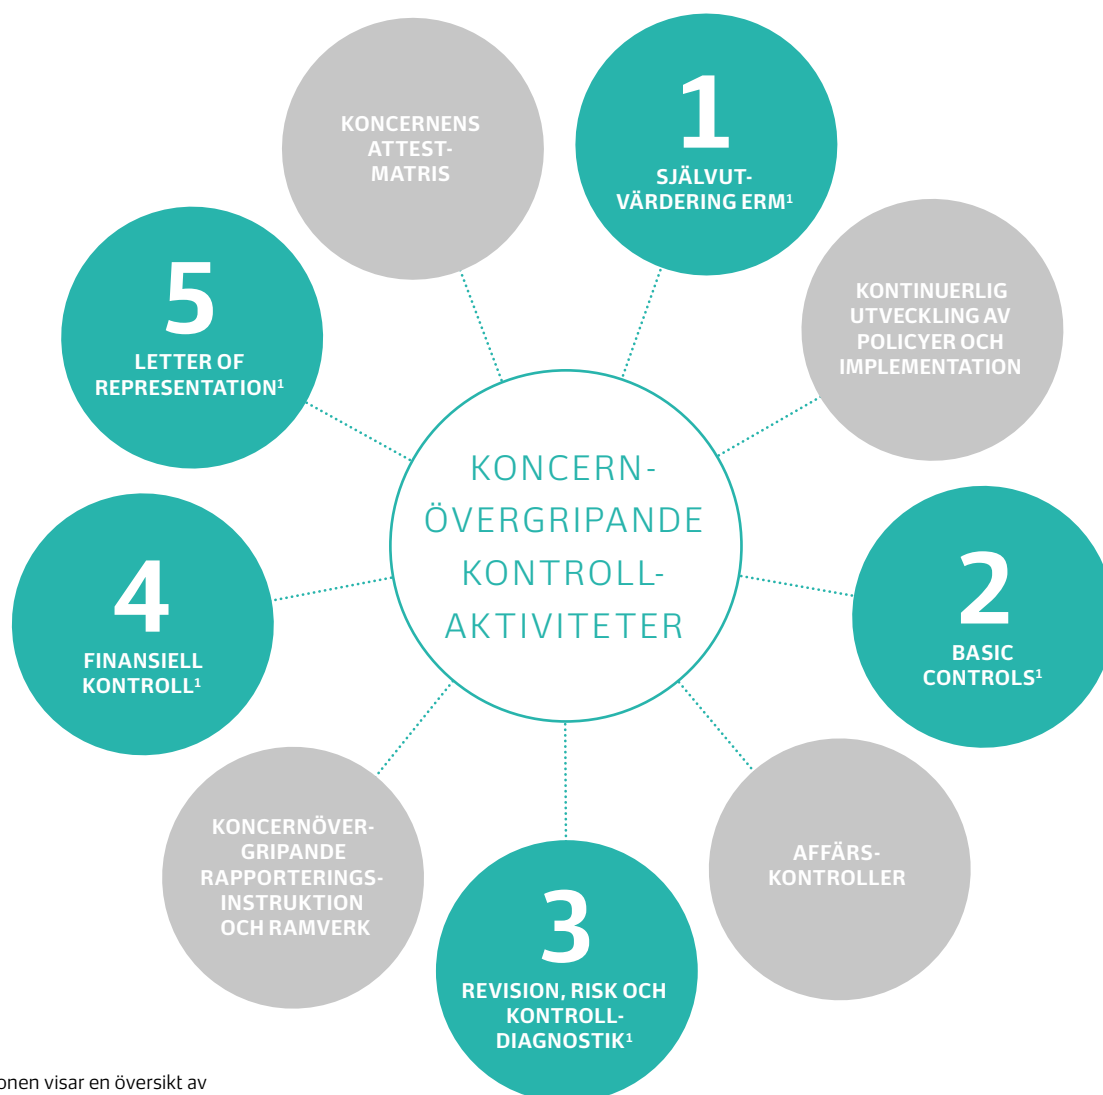 KONCERNENS
ATTEST-
MATRIS
1
SJÄLVUT-
VÄRDERING ERM¹
5
LETTER OF
REPRESENTATION¹
KONTINUERLIG
UTVECKLING AV
POLICYER OCH
IMPLEMENTATION
KONCERN-
ÖVERGRIPANDE
KONTROLL-
AKTIVITETER
4
FINANSIELL
KONTROLL¹
2
BASIC
CONTROLS¹
KONCERNÖVER-
GRIPANDE
RAPPORTERINGS-
INSTRUKTION
OCH RAMVERK
AFFÄRS-
KONTROLLER
3
REVISION, RISK OCH
KONTROLL-
DIAGNOSTIK¹
onen visar en översikt av